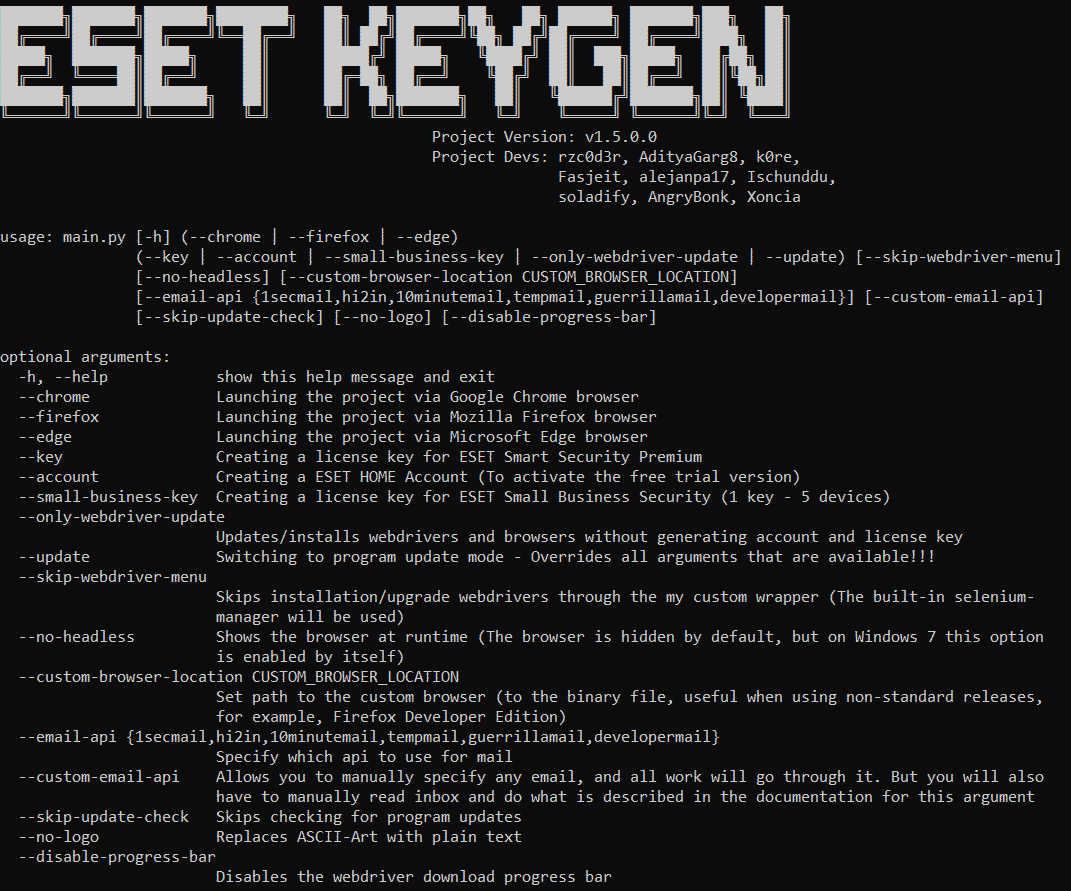 ESET KEYGEN
Project Version: v1.5.0.0
Project Devs: rzc0d3r, AdityaGarg8, k0re,
Fasjeit, alejanpa17, Ischunddu,
soladify, AngryBonk, Xoncia
usage: main.py [-h] (--chrome | --firefox | --edge)
(--key | --account | --small-business-key | --only-webdriver-update | --update) [--skip-webdriver-menu]
[--no-headless] [--custom-browser-location CUSTOM_BROWSER_LOCATION]
[--email-api {1secmail,hi2in,10minutemail,tempmail,guerrillamail,developermail}] [--custom-email-api]
[--skip-update-check] [--no-logo] [--disable-progress-bar]
optional arguments:
-h, --help show this help message and exit
--chrome Launching the project via Google Chrome browser
--firefox Launching the project via Mozilla Firefox browser
--edge Launching the project via Microsoft Edge browser
--key Creating a license key for ESET Smart Security Premium
--account Creating a ESET HOME Account (To activate the free trial version)
--small-business-key Creating a license key for ESET Small Business Security (1 key - 5 devices)
--only-webdriver-update
Updates/installs webdrivers and browsers without generating account and license key
--update Switching to program update mode - Overrides all arguments that are available!!!
--skip-webdriver-menu
Skips installation/upgrade webdrivers through the my custom wrapper (The built-in selenium-
manager will be used)
--no-headless Shows the browser at runtime (The browser is hidden by default, but on Windows 7 this option
is enabled by itself)
--custom-browser-location CUSTOM_BROWSER_LOCATION
Set path to the custom browser (to the binary file, useful when using non-standard releases,
for example, Firefox Developer Edition)
--email-api {1secmail,hi2in,10minutemail,tempmail,guerrillamail,developermail}
Specify which api to use for mail
--custom-email-api Allows you to manually specify any email, and all work will go through it. But you will also
have to manually read inbox and do what is described in the documentation for this argument
--skip-update-check Skips checking for program updates
--no-logo Replaces ASCII-Art with plain text
--disable-progress-bar
Disables the webdriver download progress bar